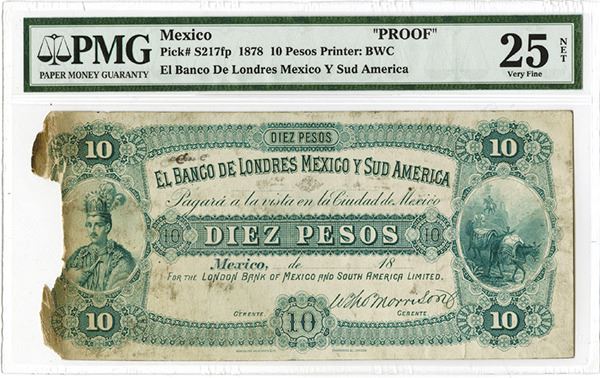 PMG
PAPER MONEY GUARANTY
Mexico "PROOF"
Pick# S217fp 1878 10 Pesos Printer: BWC
El Banco De Londres Mexico Y Sud America
25 NET
Very Fine
10 DIEZ PESOS 10
EL BANCO DE LONDRES MEXICO Y SUD AMERICA
Pagará a la vista en la Ciudad de Mexico
10 DIEZ PESOS 10
Mexico, de 18
FOR THE LONDON BANK OF MEXICO AND SOUTH AMERICA LIMITED.
Morrison
GERENTE GERENTE
10 10 10